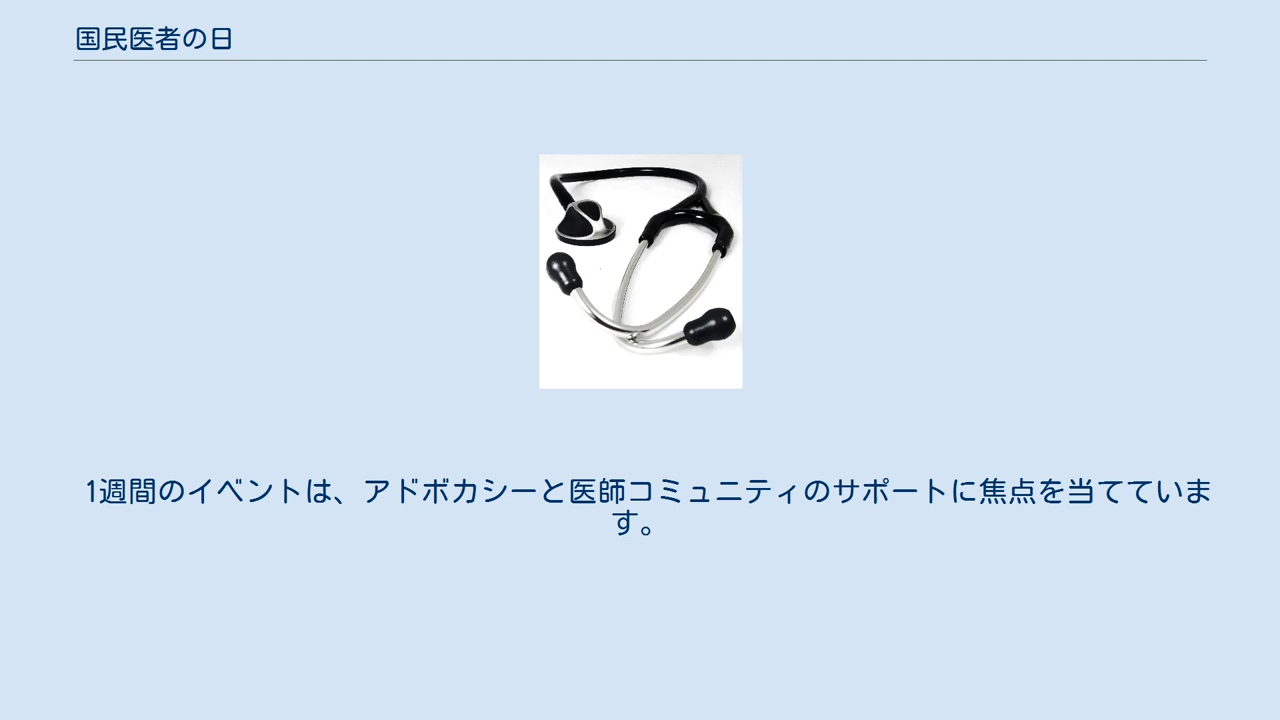 国民医者の日
1週間のイベントは、アドボカシーと医師コミュニティのサポートに焦点を当てていま
す。